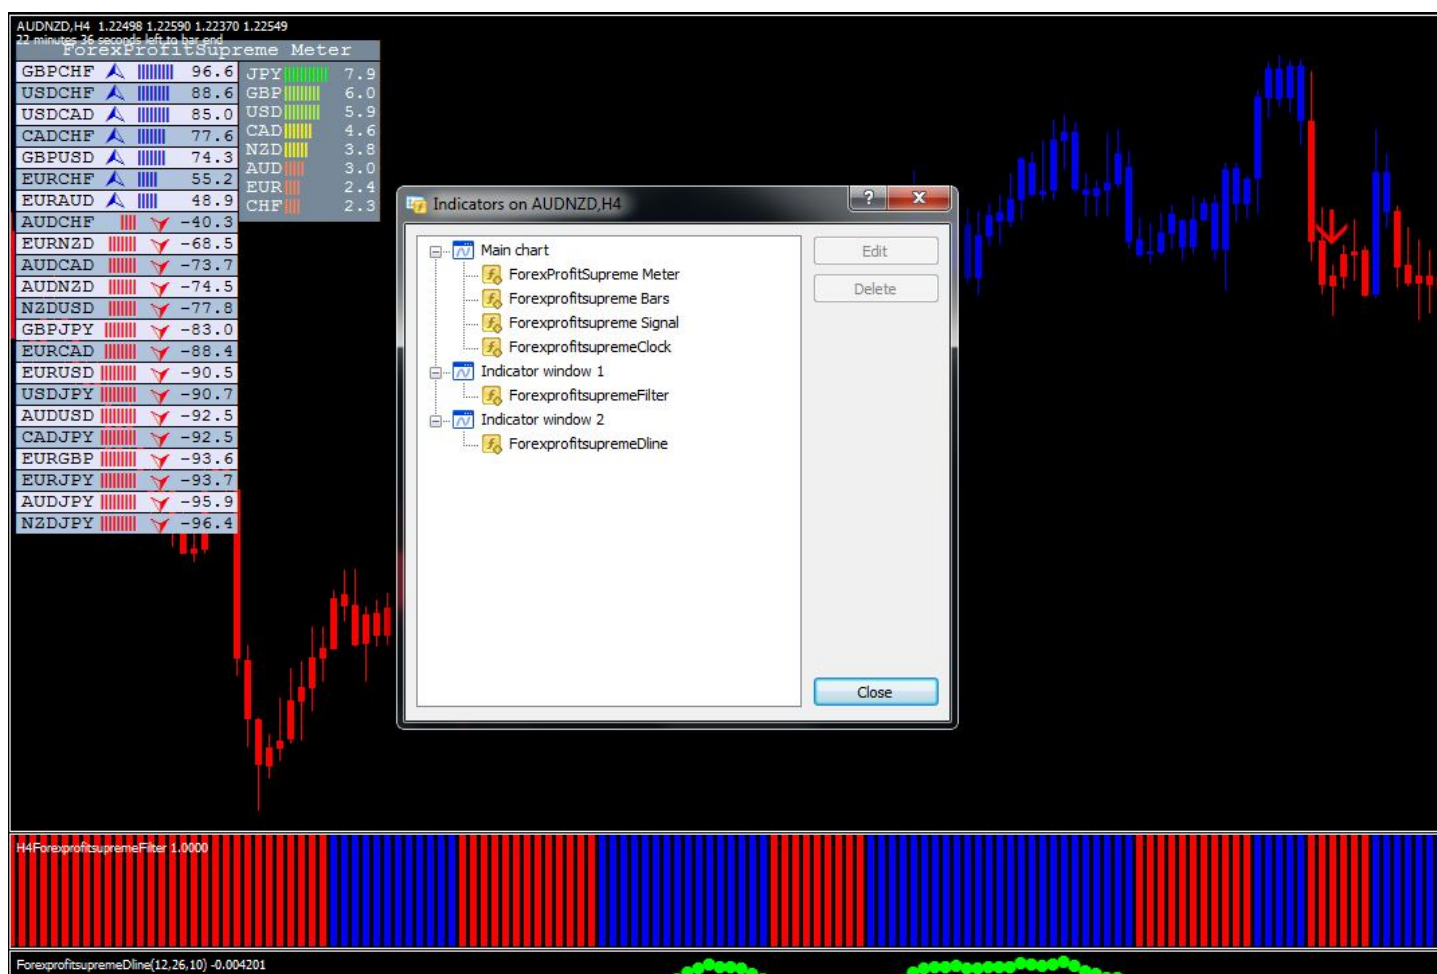 AUDNZD,H4 1.22498 1.22590 1.22370 1.22549
22 minutes 36 seconds left to bar end
ForexProfitSupreme Meter
GBPCHF 96.6
USDCHF 88.6
USDCAD 85.0
CADCHF 77.6
GBPUSD 74.3
EURCHF 55.2
EURAUD 48.9
AUDCHF -40.3
EURNZD -68.5
AUDCAD -73.7
AUDNZD -74.5
NZDUSD -77.8
GBPJPY -83.0
EURCAD -88.4
EURUSD -90.5
USDJPY -90.7
AUDUSD -92.5
CADJPY -92.5
EURGBP -93.6
EURJPY -93.7
AUDJPY -95.9
NZDJPY -96.4
JPY 7.9
GBP 6.0
USD 5.9
CAD 4.6
NZD 3.8
AUD 3.0
EUR 2.4
CHF 2.3
Indicators on AUDNZD,H4
? X
Main chart
ForexProfitSupreme Meter
Forexprofitsupreme Bars
Forexprofitsupreme Signal
ForexprofitsupremeClock
Indicator window 1
ForexprofitsupremeFilter
Indicator window 2
ForexprofitsupremeDline
Edit
Delete
Close
H4ForexprofitsupremeFilter 1.0000
ForexprofitsupremeDline(12,26,10) -0.004201